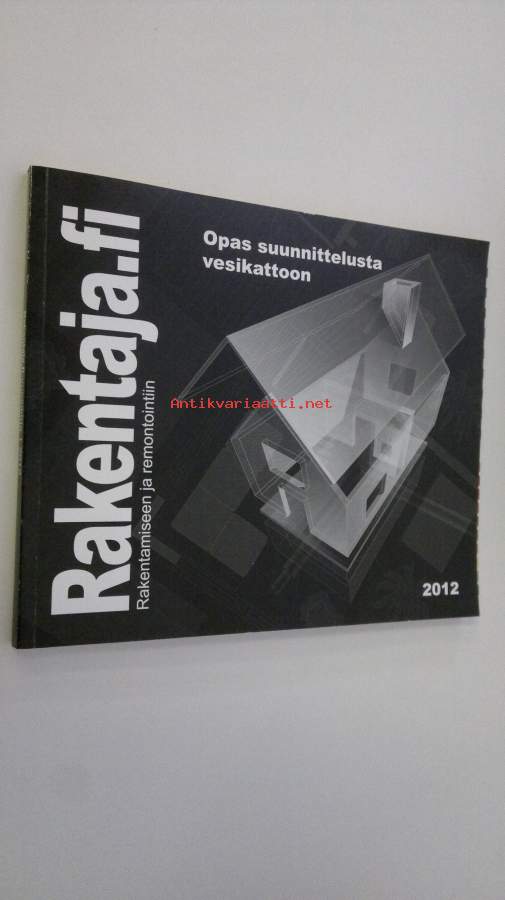 Rakentaja.fi
Rakentamiseen ja remontointiin
Opas suunnittelusta
vesikattoon
Antikvariaatti.net
2012